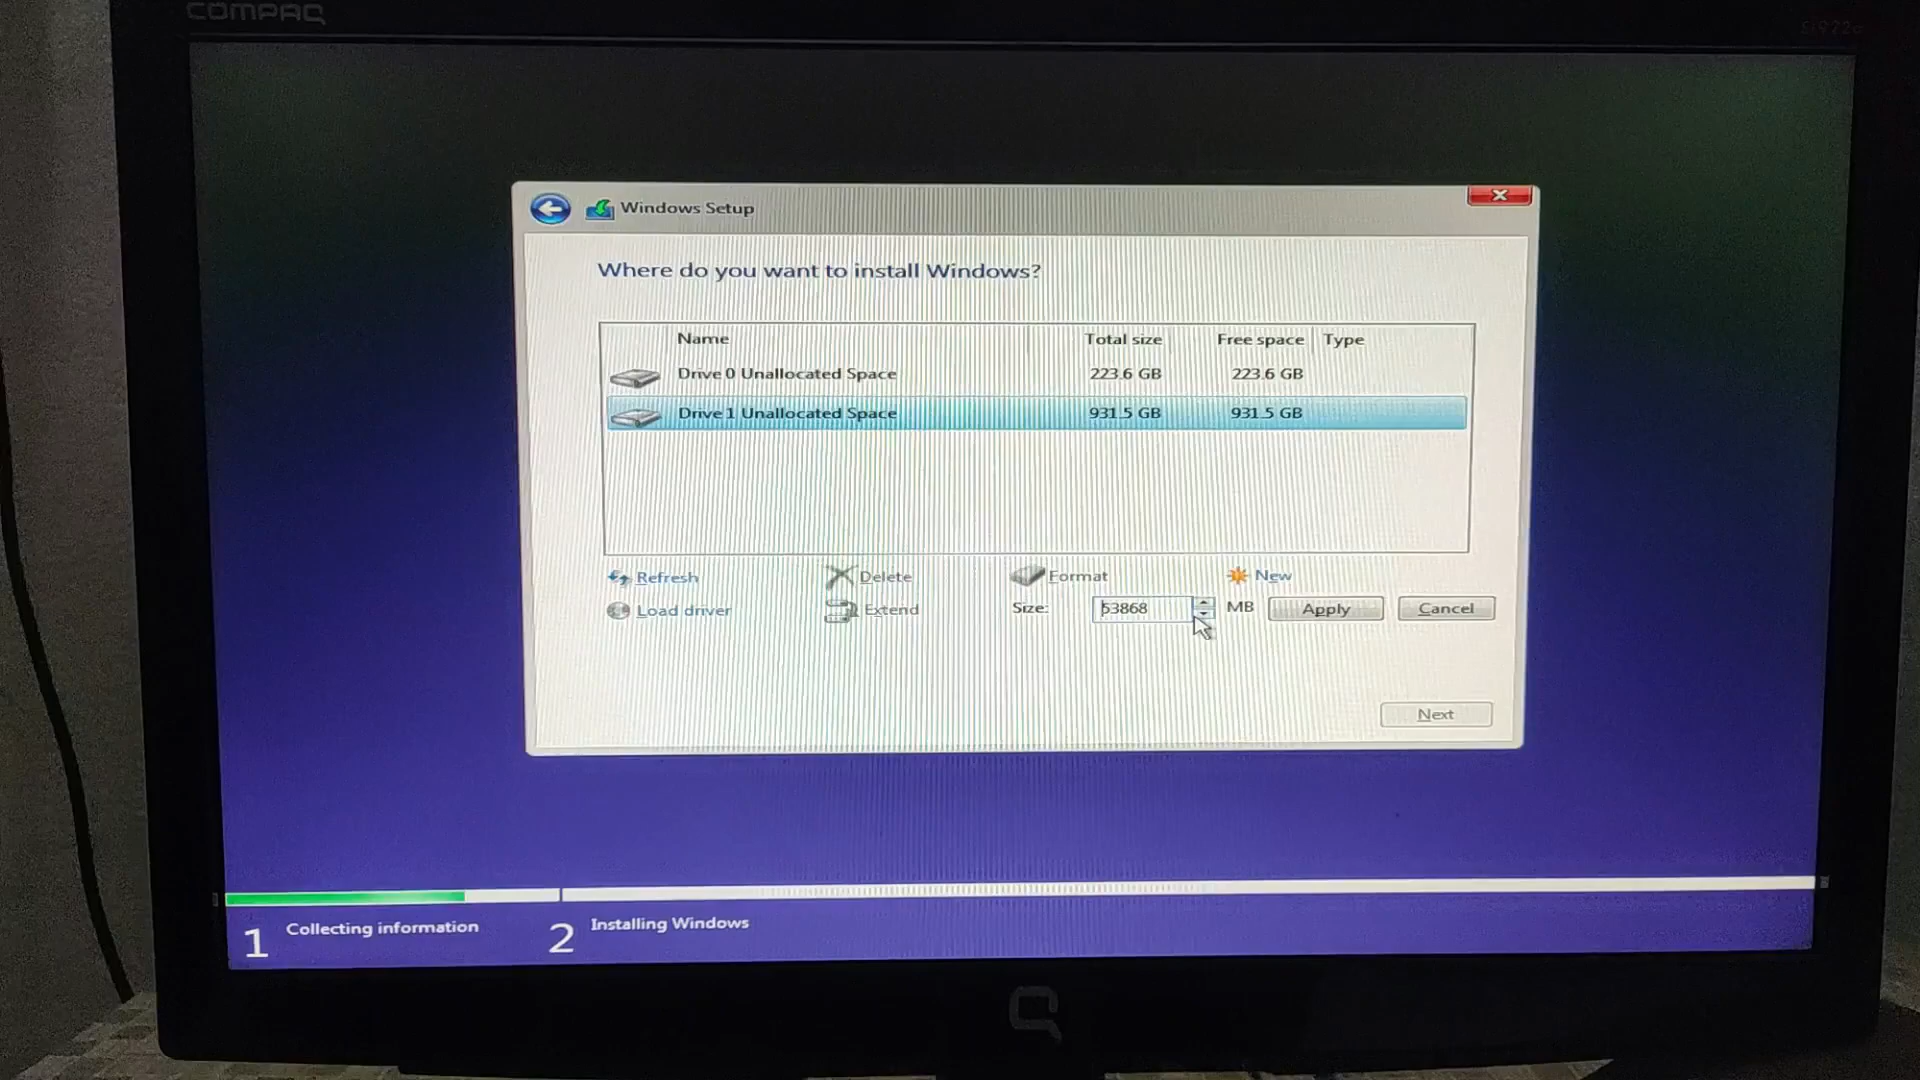 COMPAQ
Windows Setup
Where do you want to install Windows?
Name Total size Free space Type
Drive 0 Unallocated Space 223.6 GB 223.6 GB
Drive 1 Unallocated Space 931.5 GB 931.5 GB
Refresh Delete Format New
Load driver Extend Size: 53868 MB Apply Cancel
Next
1 Collecting information 2 Installing Windows